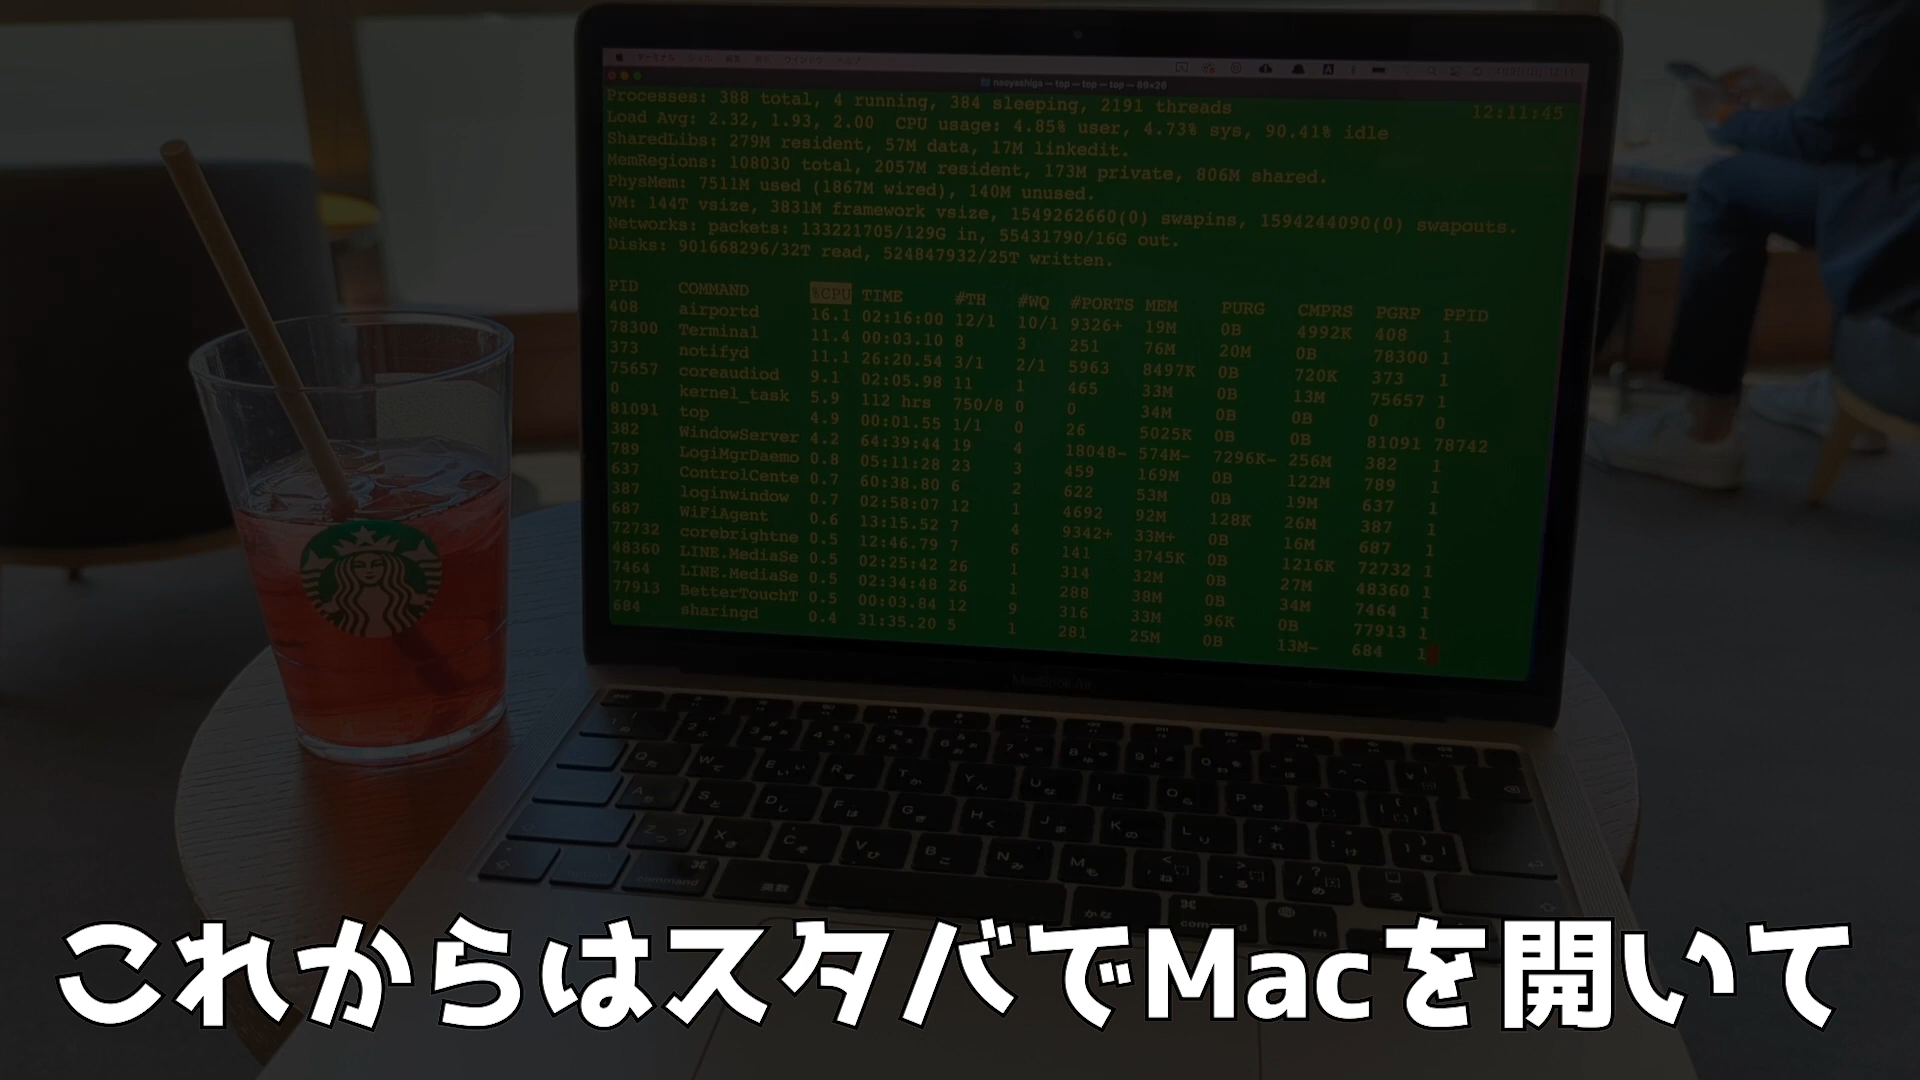 naoyashiga — top — top — top — 89×26
Processes: 388 total, 4 running, 384 sleeping, 2191 threads 12:11:45
Load Avg: 2.32, 1.93, 2.00 CPU usage: 4.85% user, 4.73% sys, 90.41% idle
SharedLibs: 279M resident, 57M data, 17M linkedit.
MemRegions: 108030 total, 2057M resident, 173M private, 806M shared.
PhysMem: 7511M used (1867M wired), 140M unused.
VM: 144T vsize, 3831M framework vsize, 1549262660(0) swapins, 1594244090(0) swapouts.
Networks: packets: 133221705/129G in, 55431790/16G out.
Disks: 901668296/32T read, 524847932/25T written.
PID COMMAND %CPU TIME #TH #WQ #PORTS MEM PURG CMPRS PGRP PPID
408 airportd 16.1 02:16:00 12/1 10/1 9326+ 19M 0B 4992K 408 1
78300 Terminal 11.4 00:03.10 8 3 251 76M 20M 0B 78300 1
373 notifyd 11.1 26:20.54 3/1 2/1 5963 8497K 0B 720K 373 1
75657 coreaudiod 9.1 02:05.98 11 1 465 33M 0B 13M 75657 1
0 kernel_task 5.9 112 hrs 750/8 0 0 34M 0B 0B 0 0
81091 top 4.9 00:01.55 1/1 0 26 5025K 0B 0B 81091 78742
382 WindowServer 4.2 64:39:44 19 4 18048- 574M- 7296K- 256M 382 1
789 LogiMgrDaemo 0.8 05:11:28 23 3 459 169M 0B 122M 789 1
637 ControlCente 0.7 60:38.80 6 2 622 53M 0B 19M 637 1
387 loginwindow 0.7 02:58:07 12 1 4692 92M 128K 26M 387 1
687 WiFiAgent 0.6 13:15.52 7 4 9342+ 33M+ 0B 16M 687 1
72732 corebrightne 0.5 12:46.79 7 6 141 3745K 0B 1216K 72732 1
48360 LINE.MediaSe 0.5 02:25:42 26 1 314 32M 0B 27M 48360 1
7464 LINE.MediaSe 0.5 02:34:48 26 1 288 38M 0B 34M 7464 1
77913 BetterTouchT 0.5 00:03.84 12 9 316 33M 96K 0B 77913 1
684 sharingd 0.4 31:35.20 5 1 281 25M 0B 13M- 684 1
MacBook Air
command 英数 かな
fn
これからはスタバでMacを開いて